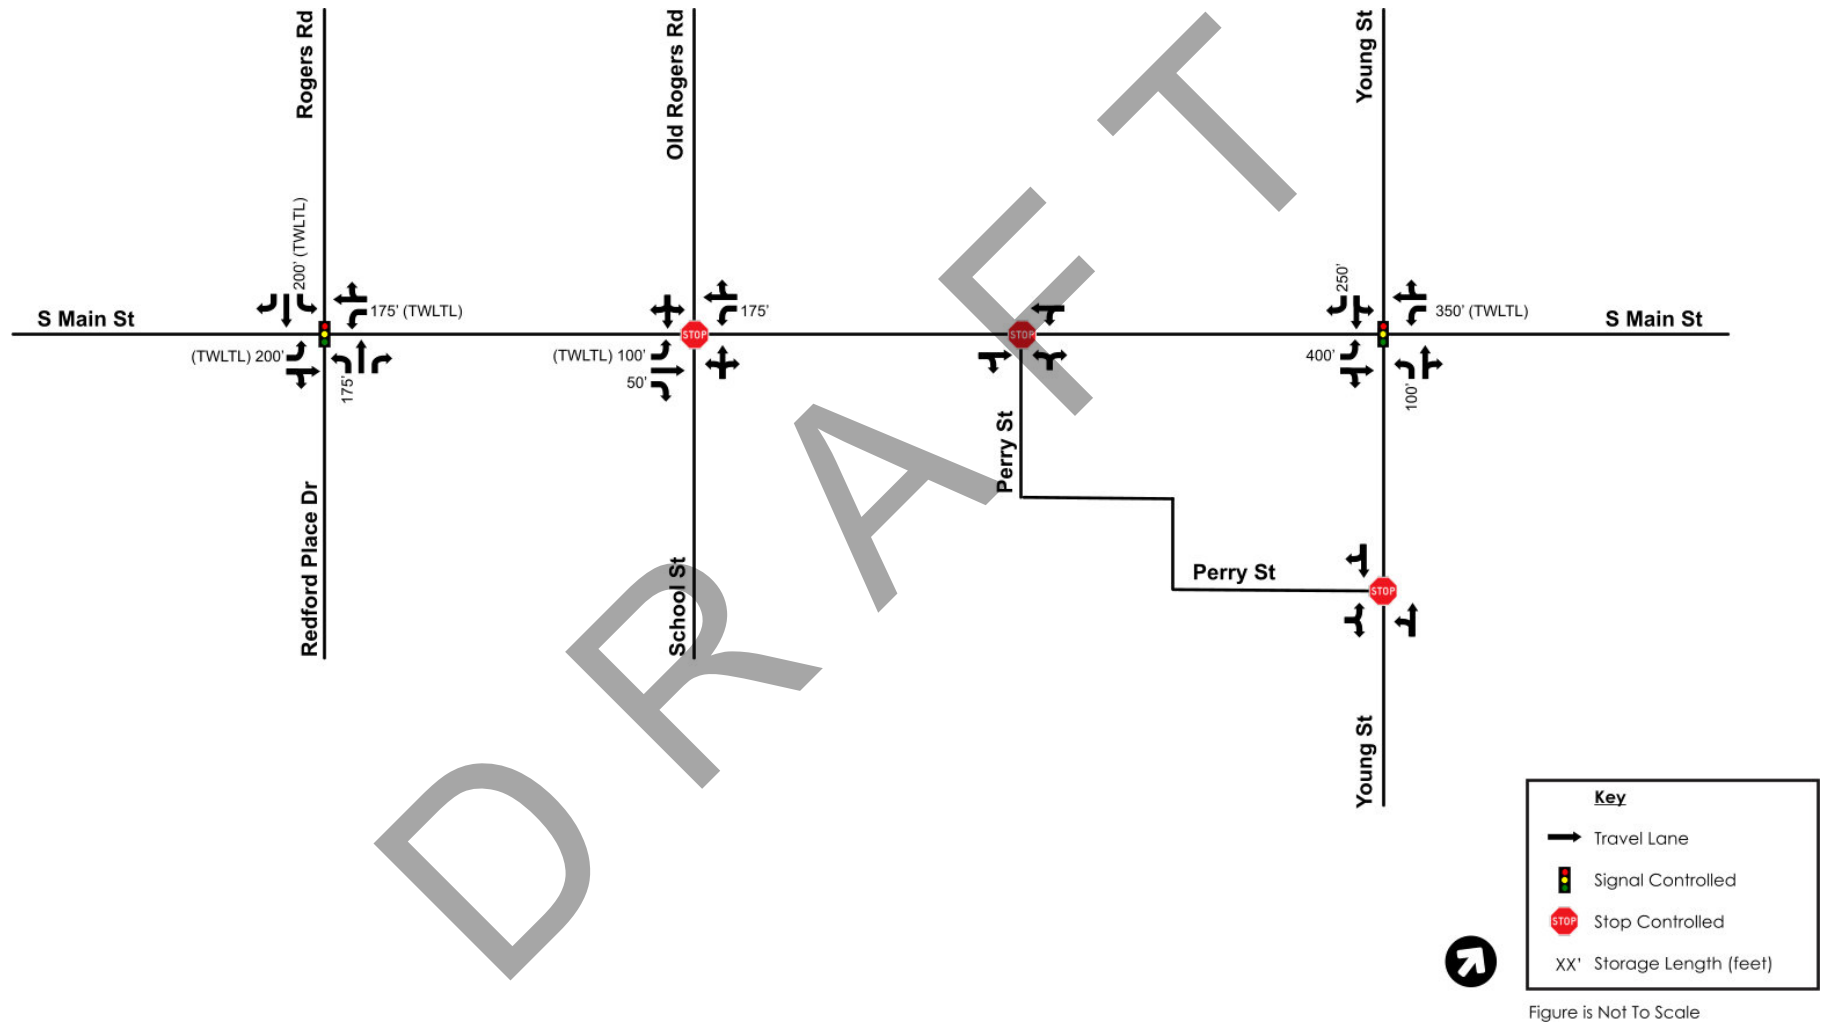 Rogers Rd
Old Rogers Rd
Young St
200' (TWLTL)
250'
S Main St
175' (TWLTL)
175'
350' (TWLTL)
S Main St
STOP
STOP
(TWLTL) 200'
175'
(TWLTL) 100'
50'
400'
100'
Perry St
Redford Place Dr
School St
Perry St
STOP
Young St
DRAFT
Key
Travel Lane
Signal Controlled
STOP Stop Controlled
XX' Storage Length (feet)
Figure is Not To Scale